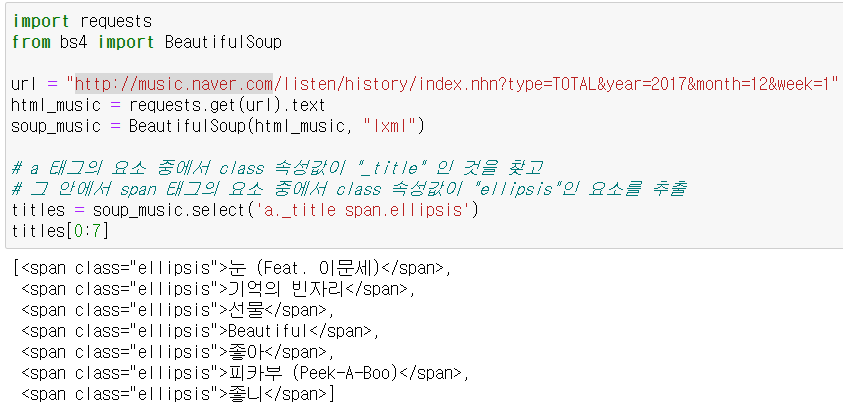 import requests
from bs4 import BeautifulSoup
url = "http://music.naver.com/listen/history/index.nhn?type=TOTAL&year=2017&month=12&week=1"
html_music = requests.get(url).text
soup_music = BeautifulSoup(html_music, "lxml")
# a 태그의 요소 중에서 class 속성값이 "_title" 인 것을 찾고
# 그 안에서 span 태그의 요소 중에서 class 속성값이 "ellipsis"인 요소를 추출
titles = soup_music.select('a._title span.ellipsis')
titles[0:7]
[<span class="ellipsis">눈 (Feat. 이문세)</span>,
<span class="ellipsis">기억의 빈자리</span>,
<span class="ellipsis">선물</span>,
<span class="ellipsis">Beautiful</span>,
<span class="ellipsis">좋아</span>,
<span class="ellipsis">피카부 (Peek-A-Boo)</span>,
<span class="ellipsis">좋니</span>]